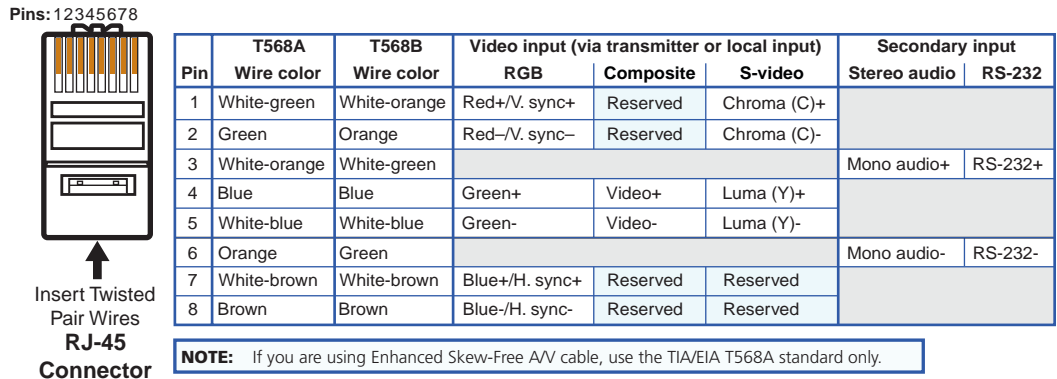 Pins: 12345678
T568A T568B Video input (via transmitter or local input) Secondary input
Pin Wire color Wire color RGB Composite S-video Stereo audio RS-232
1 White-green White-orange Red+/V. sync+ Reserved Chroma (C)+
2 Green Orange Red–/V. sync– Reserved Chroma (C)-
3 White-orange White-green Mono audio+ RS-232+
4 Blue Blue Green+ Video+ Luma (Y)+
5 White-blue White-blue Green- Video- Luma (Y)-
6 Orange Green Mono audio- RS-232-
7 White-brown White-brown Blue+/H. sync+ Reserved Reserved
8 Brown Brown Blue-/H. sync- Reserved Reserved
Insert Twisted
Pair Wires
RJ-45
Connector
NOTE: If you are using Enhanced Skew-Free A/V cable, use the TIA/EIA T568A standard only.